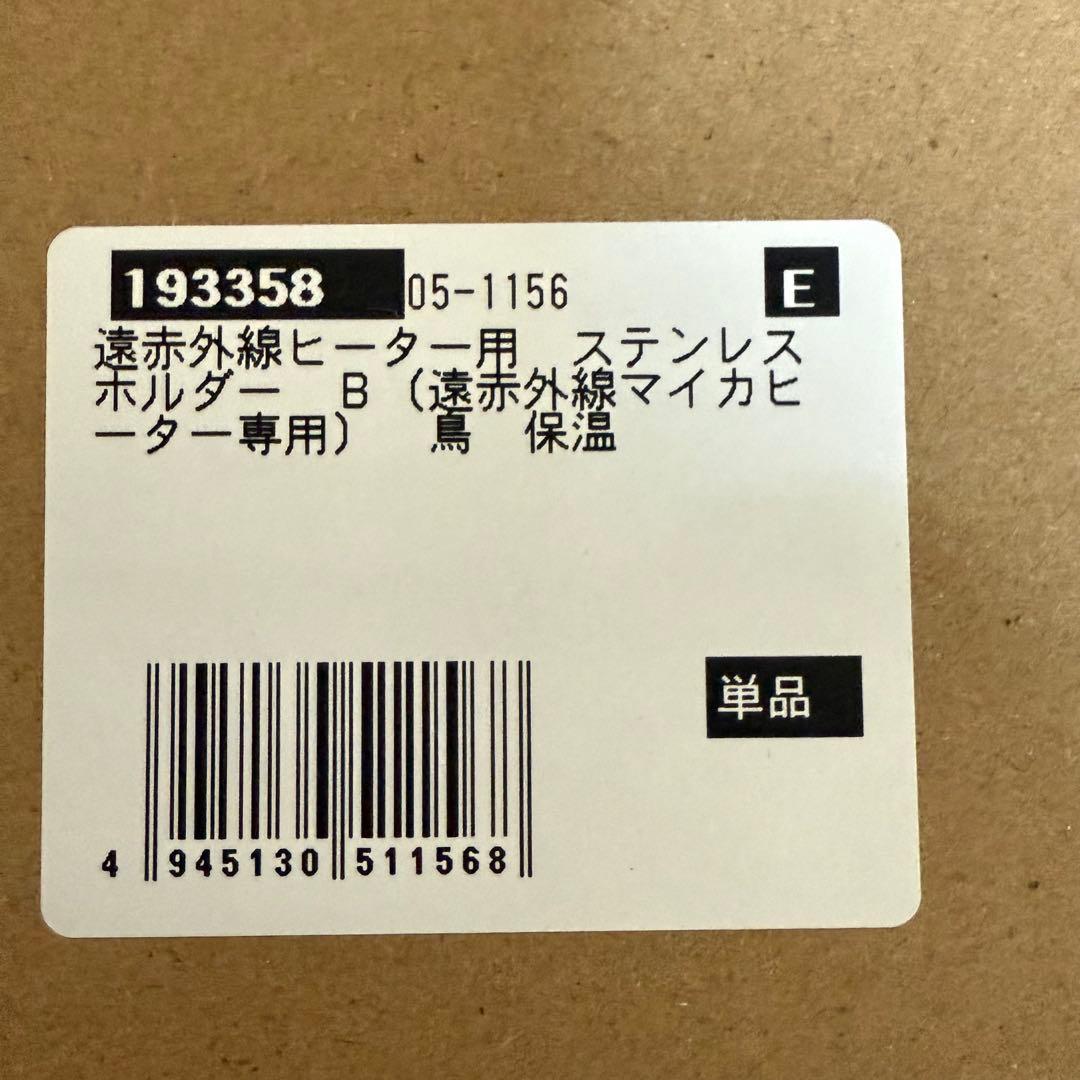 193358 05-1156 E
遠赤外線ヒーター用　ステンレス
ホルダー　B（遠赤外線マイカヒ
ーター専用）　鳥　保温
単品
4 945130 511568